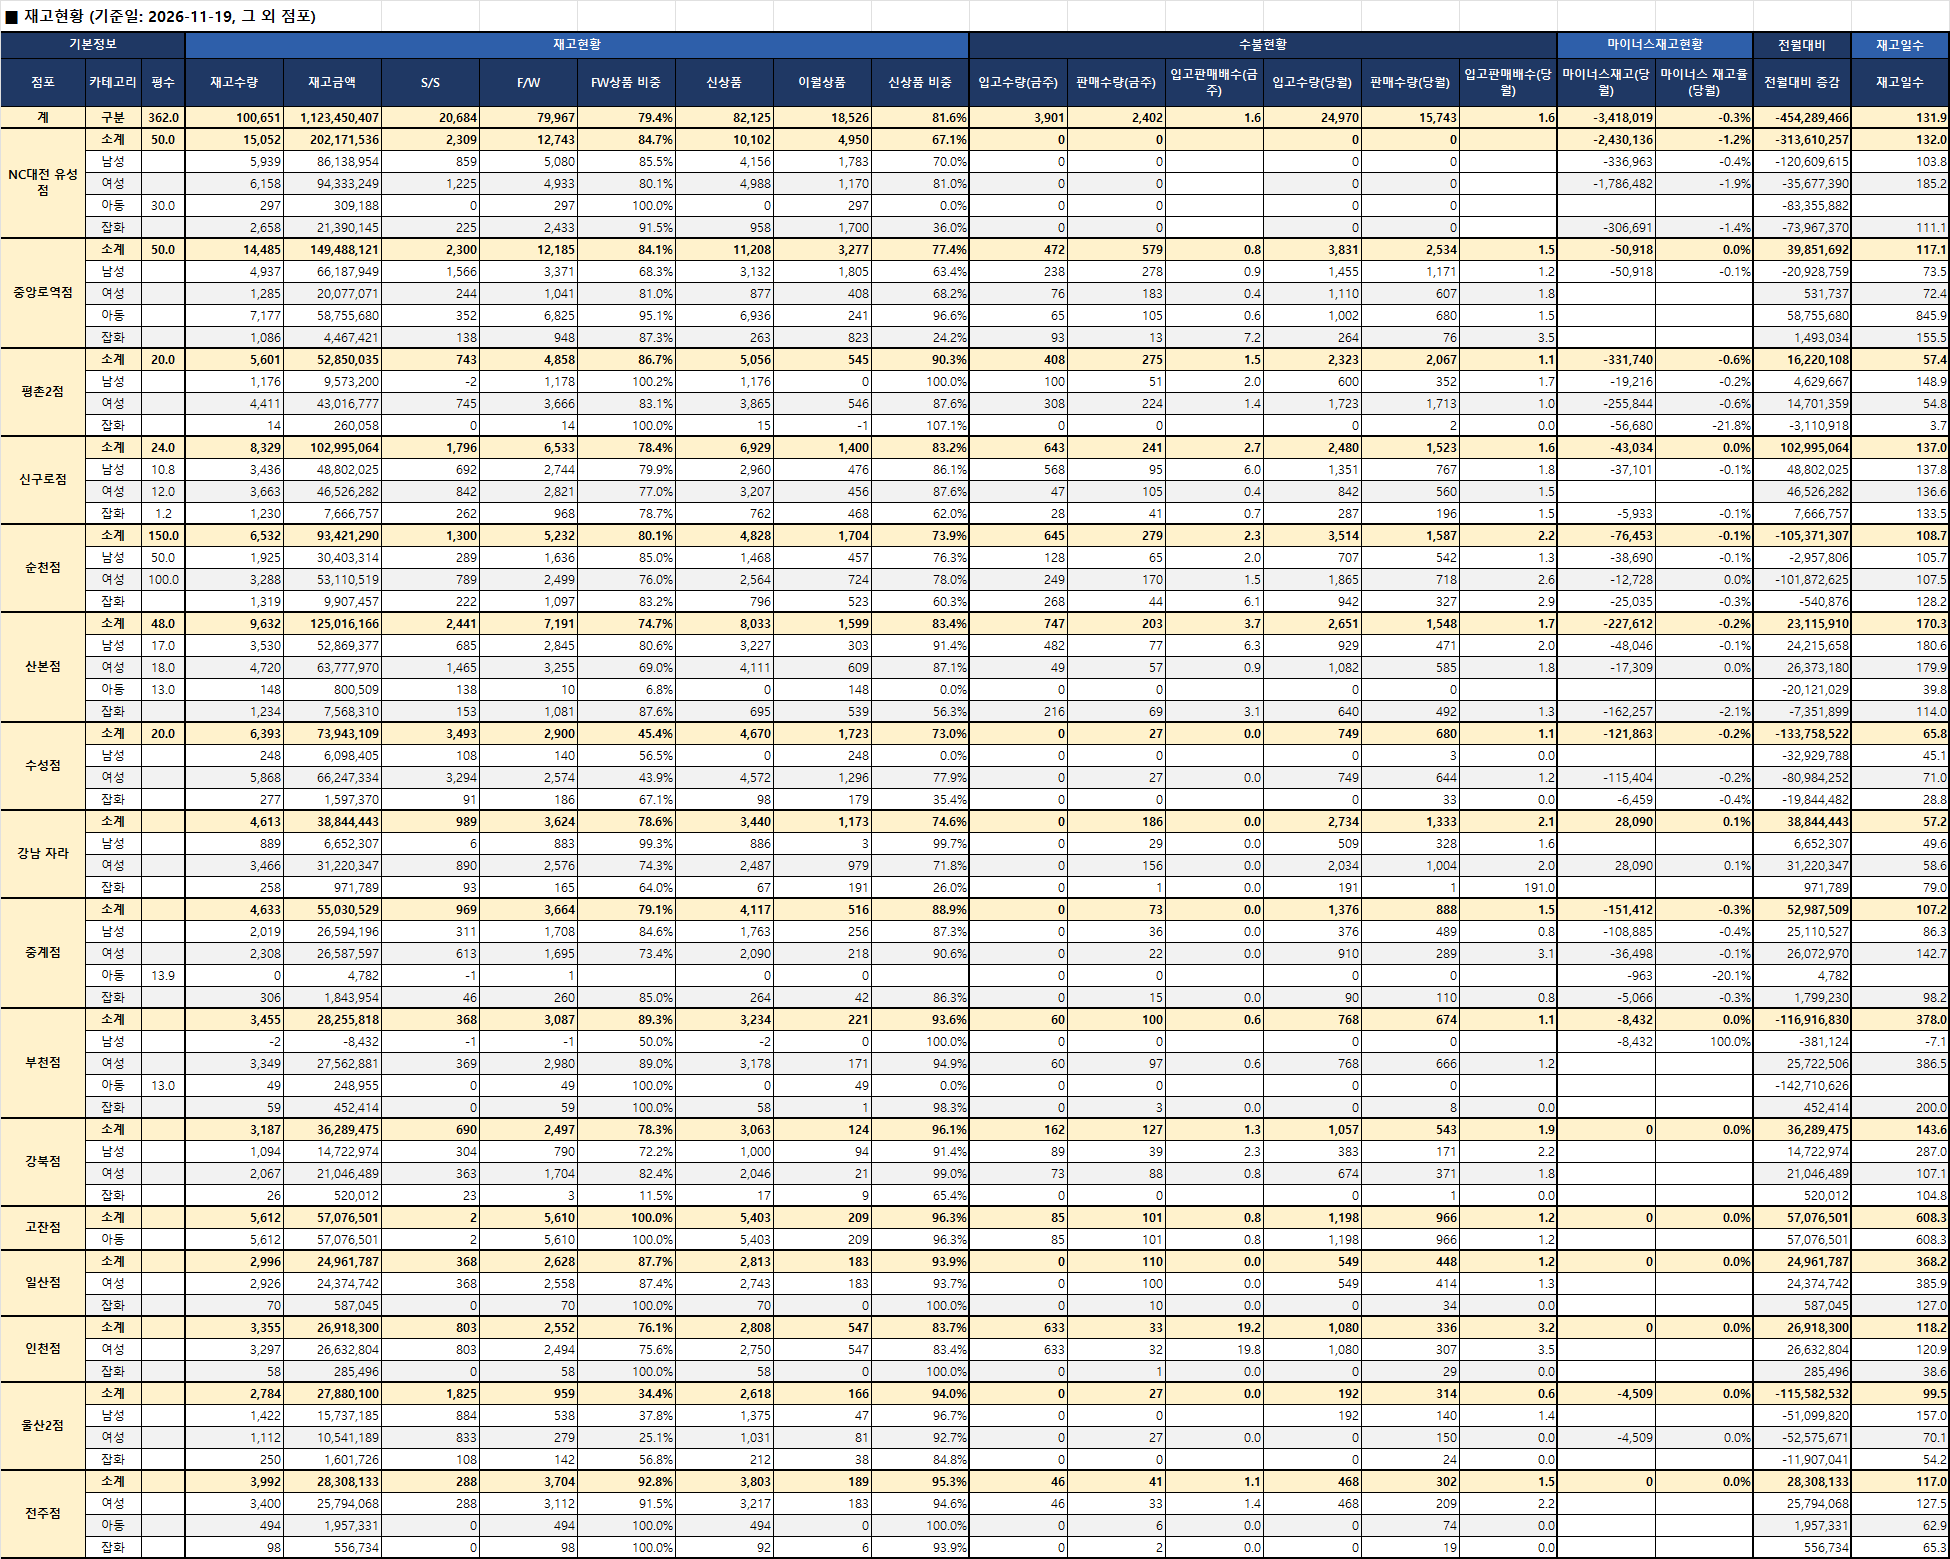 ■ 재고현황 (기준일: 2026-11-19, 그 외 점포)
기본정보 재고현황 수불현황 마이너스재고현황 전월대비 재고일수
점포 카테고리 평수 재고수량 재고금액 S/S F/W FW상품 비중 신상품 이월상품 신상품 비중 입고수량(금주) 판매수량(금주) 입고판매배수(금주) 입고수량(당월) 판매수량(당월) 입고판매배수(당월) 마이너스재고(당월) 마이너스 재고율(당월) 전월대비 증감 재고일수
계 구분 362.0 100,651 1,123,450,407 20,684 79,967 79.4% 82,125 18,526 81.6% 3,901 2,402 1.6 24,970 15,743 1.6 -3,418,019 -0.3% -454,289,466 131.9
NC대전 유성점 소계 50.0 15,052 202,171,536 2,309 12,743 84.7% 10,102 4,950 67.1% 0 0 0 0 -2,430,136 -1.2% -313,610,257 132.0
남성 5,939 86,138,954 859 5,080 85.5% 4,156 1,783 70.0% 0 0 0 0 -336,963 -0.4% -120,609,615 103.8
여성 6,158 94,333,249 1,225 4,933 80.1% 4,988 1,170 81.0% 0 0 0 0 -1,786,482 -1.9% -35,677,390 185.2
아동 30.0 297 309,188 0 297 100.0% 0 297 0.0% 0 0 0 0 -83,355,882
잡화 2,658 21,390,145 225 2,433 91.5% 958 1,700 36.0% 0 0 0 0 -306,691 -1.4% -73,967,370 111.1
중앙로역점 소계 50.0 14,485 149,488,121 2,300 12,185 84.1% 11,208 3,277 77.4% 472 579 0.8 3,831 2,534 1.5 -50,918 0.0% 39,851,692 117.1
남성 4,937 66,187,949 1,566 3,371 68.3% 3,132 1,805 63.4% 238 278 0.9 1,455 1,171 1.2 -50,918 -0.1% -20,928,759 73.5
여성 1,285 20,077,071 244 1,041 81.0% 877 408 68.2% 76 183 0.4 1,110 607 1.8 531,737 72.4
아동 7,177 58,755,680 352 6,825 95.1% 6,936 241 96.6% 65 105 0.6 1,002 680 1.5 58,755,680 845.9
잡화 1,086 4,467,421 138 948 87.3% 263 823 24.2% 93 13 7.2 264 76 3.5 1,493,034 155.5
평촌2점 소계 20.0 5,601 52,850,035 743 4,858 86.7% 5,056 545 90.3% 408 275 1.5 2,323 2,067 1.1 -331,740 -0.6% 16,220,108 57.4
남성 1,176 9,573,200 -2 1,178 100.2% 1,176 0 100.0% 100 51 2.0 600 352 1.7 -19,216 -0.2% 4,629,667 148.9
여성 4,411 43,016,777 745 3,666 83.1% 3,865 546 87.6% 308 224 1.4 1,723 1,713 1.0 -255,844 -0.6% 14,701,359 54.8
잡화 14 260,058 0 14 100.0% 15 -1 107.1% 0 0 0 2 0.0 -56,680 -21.8% -3,110,918 3.7
신구로점 소계 24.0 8,329 102,995,064 1,796 6,533 78.4% 6,929 1,400 83.2% 643 241 2.7 2,480 1,523 1.6 -43,034 0.0% 102,995,064 137.0
남성 10.8 3,436 48,802,025 692 2,744 79.9% 2,960 476 86.1% 568 95 6.0 1,351 767 1.8 -37,101 -0.1% 48,802,025 137.8
여성 12.0 3,663 46,526,282 842 2,821 77.0% 3,207 456 87.6% 47 105 0.4 842 560 1.5 46,526,282 136.6
잡화 1.2 1,230 7,666,757 262 968 78.7% 762 468 62.0% 28 41 0.7 287 196 1.5 -5,933 -0.1% 7,666,757 133.5
순천점 소계 150.0 6,532 93,421,290 1,300 5,232 80.1% 4,828 1,704 73.9% 645 279 2.3 3,514 1,587 2.2 -76,453 -0.1% -105,371,307 108.7
남성 50.0 1,925 30,403,314 289 1,636 85.0% 1,468 457 76.3% 128 65 2.0 707 542 1.3 -38,690 -0.1% -2,957,806 105.7
여성 100.0 3,288 53,110,519 789 2,499 76.0% 2,564 724 78.0% 249 170 1.5 1,865 718 2.6 -12,728 0.0% -101,872,625 107.5
잡화 1,319 9,907,457 222 1,097 83.2% 796 523 60.3% 268 44 6.1 942 327 2.9 -25,035 -0.3% -540,876 128.2
산본점 소계 48.0 9,632 125,016,166 2,441 7,191 74.7% 8,033 1,599 83.4% 747 203 3.7 2,651 1,548 1.7 -227,612 -0.2% 23,115,910 170.3
남성 17.0 3,530 52,869,377 685 2,845 80.6% 3,227 303 91.4% 482 77 6.3 929 471 2.0 -48,046 -0.1% 24,215,658 180.6
여성 18.0 4,720 63,777,970 1,465 3,255 69.0% 4,111 609 87.1% 49 57 0.9 1,082 585 1.8 -17,309 0.0% 26,373,180 179.9
아동 13.0 148 800,509 138 10 6.8% 0 148 0.0% 0 0 0 0 -20,121,029 39.8
잡화 1,234 7,568,310 153 1,081 87.6% 695 539 56.3% 216 69 3.1 640 492 1.3 -162,257 -2.1% -7,351,899 114.0
수성점 소계 20.0 6,393 73,943,109 3,493 2,900 45.4% 4,670 1,723 73.0% 0 27 0.0 749 680 1.1 -121,863 -0.2% -133,758,522 65.8
남성 248 6,098,405 108 140 56.5% 0 248 0.0% 0 0 0 3 0.0 -32,929,788 45.1
여성 5,868 66,247,334 3,294 2,574 43.9% 4,572 1,296 77.9% 0 27 0.0 749 644 1.2 -115,404 -0.2% -80,984,252 71.0
잡화 277 1,597,370 91 186 67.1% 98 179 35.4% 0 0 0 33 0.0 -6,459 -0.4% -19,844,482 28.8
강남 자라 소계 4,613 38,844,443 989 3,624 78.6% 3,440 1,173 74.6% 0 186 0.0 2,734 1,333 2.1 28,090 0.1% 38,844,443 57.2
남성 889 6,652,307 6 883 99.3% 886 3 99.7% 0 29 0.0 509 328 1.6 6,652,307 49.6
여성 3,466 31,220,347 890 2,576 74.3% 2,487 979 71.8% 0 156 0.0 2,034 1,004 2.0 28,090 0.1% 31,220,347 58.6
잡화 258 971,789 93 165 64.0% 67 191 26.0% 0 1 0.0 191 1 191.0 971,789 79.0
중계점 소계 4,633 55,030,529 969 3,664 79.1% 4,117 516 88.9% 0 73 0.0 1,376 888 1.5 -151,412 -0.3% 52,987,509 107.2
남성 2,019 26,594,196 311 1,708 84.6% 1,763 256 87.3% 0 36 0.0 376 489 0.8 -108,885 -0.4% 25,110,527 86.3
여성 2,308 26,587,597 613 1,695 73.4% 2,090 218 90.6% 0 22 0.0 910 289 3.1 -36,498 -0.1% 26,072,970 142.7
아동 13.9 0 4,782 -1 1 0 0 0 0 0 0 -963 -20.1% 4,782
잡화 306 1,843,954 46 260 85.0% 264 42 86.3% 0 15 0.0 90 110 0.8 -5,066 -0.3% 1,799,230 98.2
부천점 소계 3,455 28,255,818 368 3,087 89.3% 3,234 221 93.6% 60 100 0.6 768 674 1.1 -8,432 0.0% -116,916,830 378.0
남성 -2 -8,432 -1 -1 50.0% -2 0 100.0% 0 0 0 0 -8,432 100.0% -381,124 -7.1
여성 3,349 27,562,881 369 2,980 89.0% 3,178 171 94.9% 60 97 0.6 768 666 1.2 25,722,506 386.5
아동 13.0 49 248,955 0 49 100.0% 0 49 0.0% 0 0 0 0 -142,710,626
잡화 59 452,414 0 59 100.0% 58 1 98.3% 0 3 0.0 0 8 0.0 452,414 200.0
강북점 소계 3,187 36,289,475 690 2,497 78.3% 3,063 124 96.1% 162 127 1.3 1,057 543 1.9 0 0.0% 36,289,475 143.6
남성 1,094 14,722,974 304 790 72.2% 1,000 94 91.4% 89 39 2.3 383 171 2.2 14,722,974 287.0
여성 2,067 21,046,489 363 1,704 82.4% 2,046 21 99.0% 73 88 0.8 674 371 1.8 21,046,489 107.1
잡화 26 520,012 23 3 11.5% 17 9 65.4% 0 0 0 1 0.0 520,012 104.8
고잔점 소계 5,612 57,076,501 2 5,610 100.0% 5,403 209 96.3% 85 101 0.8 1,198 966 1.2 0 0.0% 57,076,501 608.3
아동 5,612 57,076,501 2 5,610 100.0% 5,403 209 96.3% 85 101 0.8 1,198 966 1.2 57,076,501 608.3
일산점 소계 2,996 24,961,787 368 2,628 87.7% 2,813 183 93.9% 0 110 0.0 549 448 1.2 0 0.0% 24,961,787 368.2
여성 2,926 24,374,742 368 2,558 87.4% 2,743 183 93.7% 0 100 0.0 549 414 1.3 24,374,742 385.9
잡화 70 587,045 0 70 100.0% 70 0 100.0% 0 10 0.0 0 34 0.0 587,045 127.0
인천점 소계 3,355 26,918,300 803 2,552 76.1% 2,808 547 83.7% 633 33 19.2 1,080 336 3.2 0 0.0% 26,918,300 118.2
여성 3,297 26,632,804 803 2,494 75.6% 2,750 547 83.4% 633 32 19.8 1,080 307 3.5 26,632,804 120.9
잡화 58 285,496 0 58 100.0% 58 0 100.0% 0 1 0.0 0 29 0.0 285,496 38.6
울산2점 소계 2,784 27,880,100 1,825 959 34.4% 2,618 166 94.0% 0 27 0.0 192 314 0.6 -4,509 0.0% -115,582,532 99.5
남성 1,422 15,737,185 884 538 37.8% 1,375 47 96.7% 0 0 192 140 1.4 -51,099,820 157.0
여성 1,112 10,541,189 833 279 25.1% 1,031 81 92.7% 0 27 0.0 0 150 0.0 -4,509 0.0% -52,575,671 70.1
잡화 250 1,601,726 108 142 56.8% 212 38 84.8% 0 0 0 24 0.0 -11,907,041 54.2
전주점 소계 3,992 28,308,133 288 3,704 92.8% 3,803 189 95.3% 46 41 1.1 468 302 1.5 0 0.0% 28,308,133 117.0
여성 3,400 25,794,068 288 3,112 91.5% 3,217 183 94.6% 46 33 1.4 468 209 2.2 25,794,068 127.5
아동 494 1,957,331 0 494 100.0% 494 0 100.0% 0 6 0.0 0 74 0.0 1,957,331 62.9
잡화 98 556,734 0 98 100.0% 92 6 93.9% 0 2 0.0 0 19 0.0 556,734 65.3